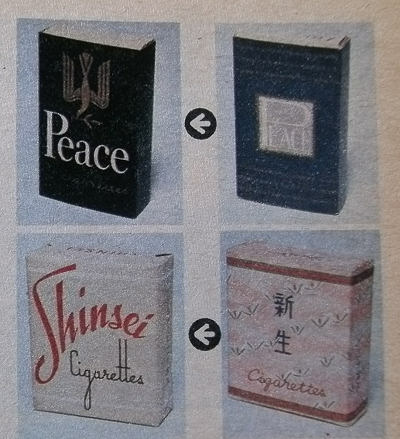 Peace
PEACE
Shinsei
Cigarettes
新
生
Cigarettes